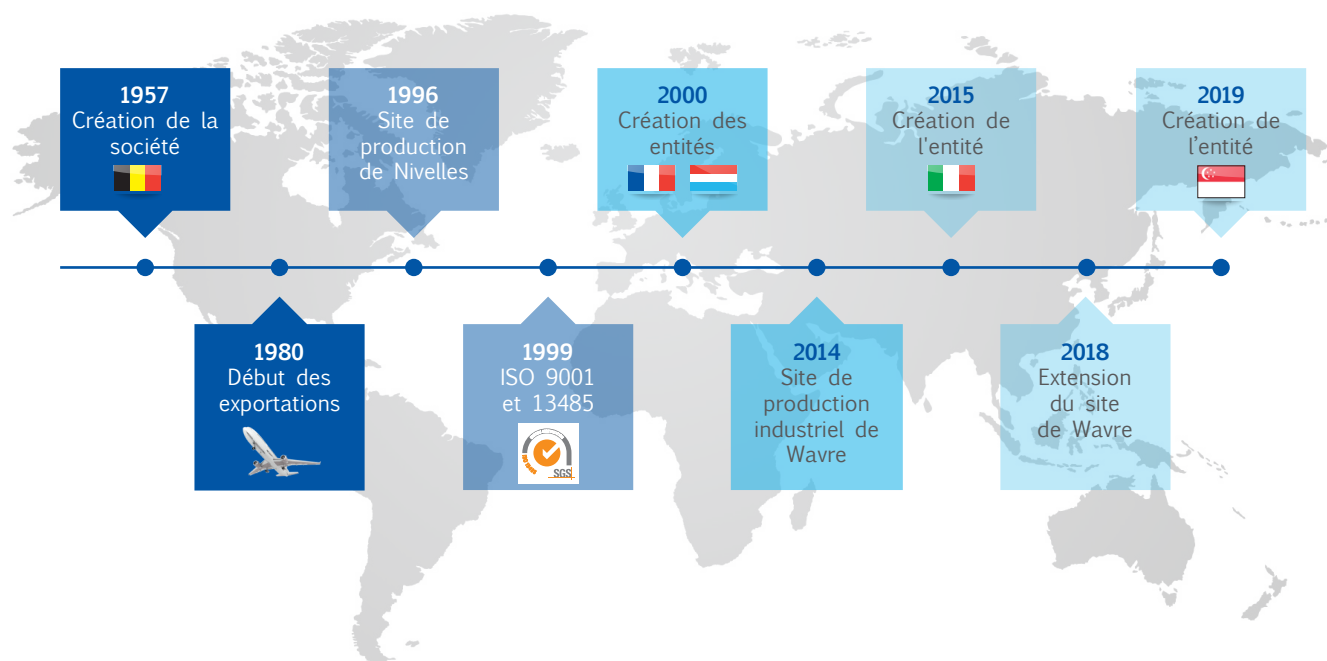 1957
Création de la
société
1980
Début des
exportations
1996
Site de
production
de Nivelles
1999
ISO 9001
et 13485
SGS
2000
Création des
entités
2014
Site de
production
industriel de
Wavre
2015
Création de
l'entité
2018
Extension
du site
de Wavre
2019
Création de
l’entité